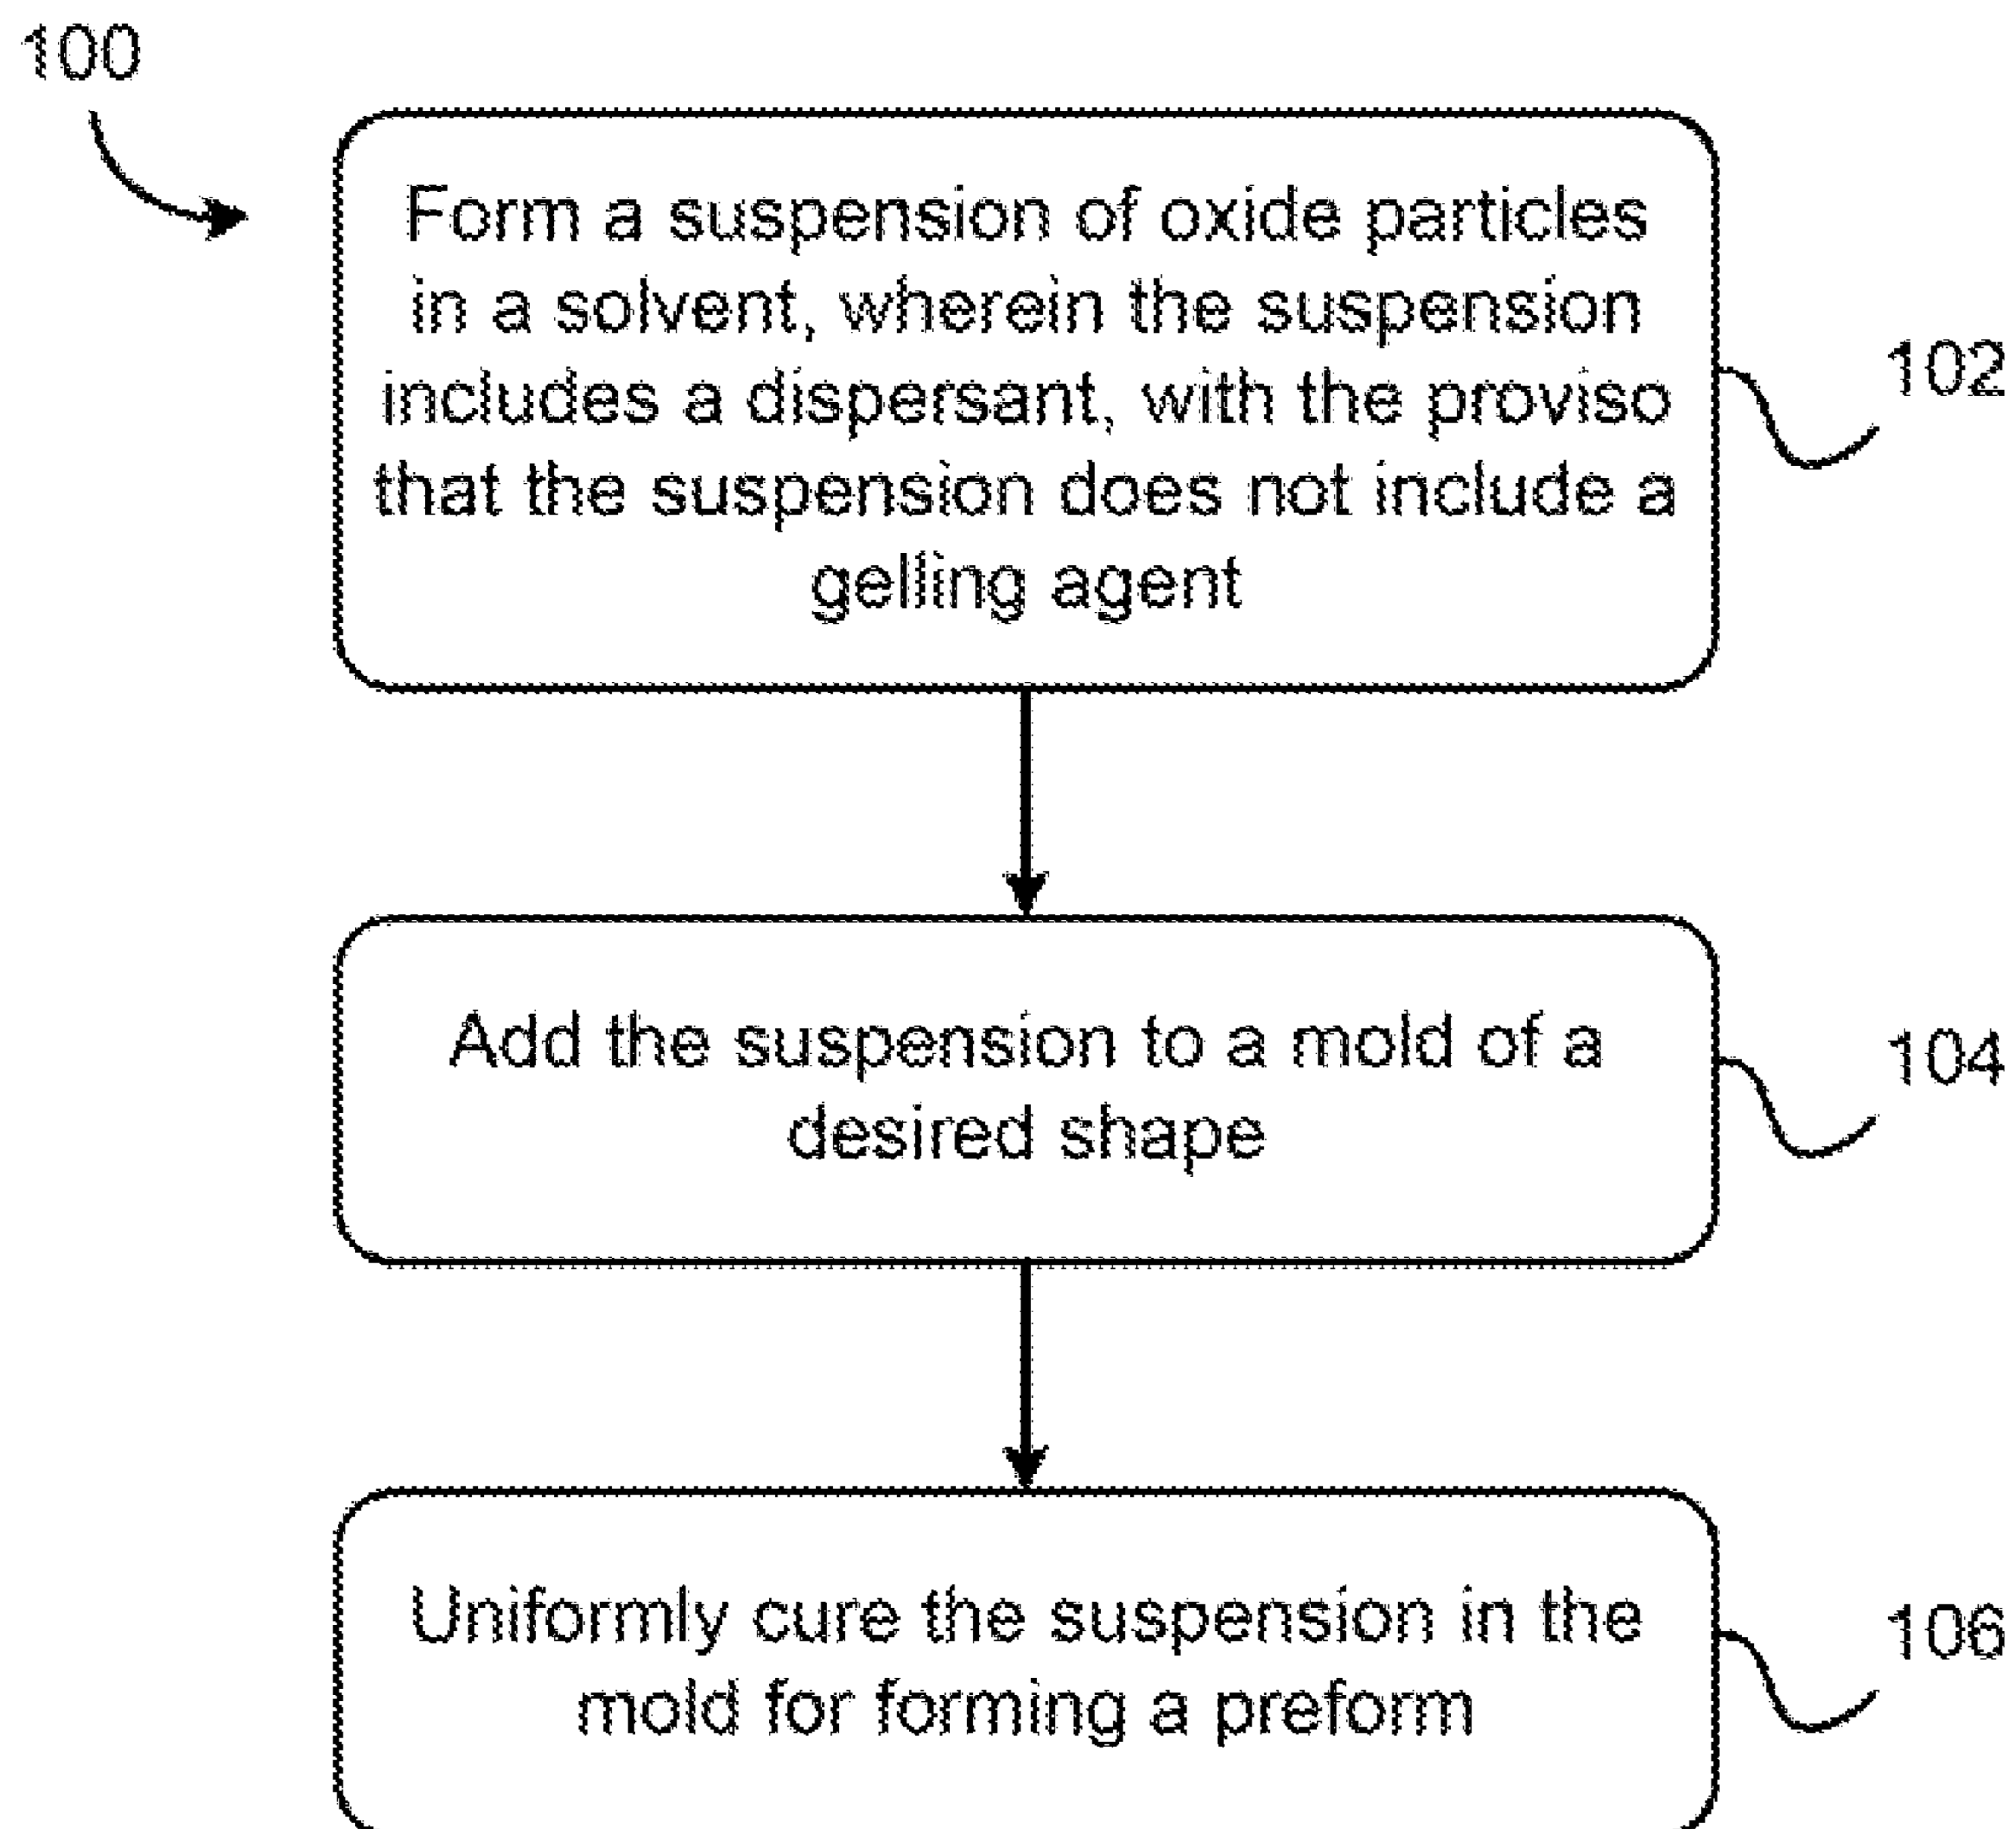 100
Form a suspension of oxide particles
in a solvent, wherein the suspension
includes a dispersant, with the proviso
that the suspension does not include a
gelling agent
102
Add the suspension to a mold of a
desired shape
104
Uniformly cure the suspension in the
mold for forming a preform
106